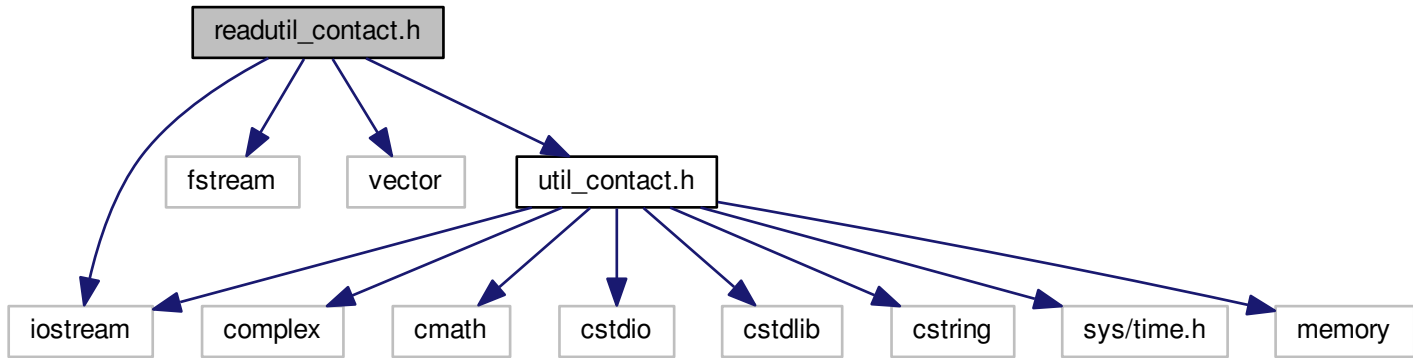 readutil_contact.h
fstream
vector
util_contact.h
iostream
complex
cmath
cstdio
cstdlib
cstring
sys/time.h
memory